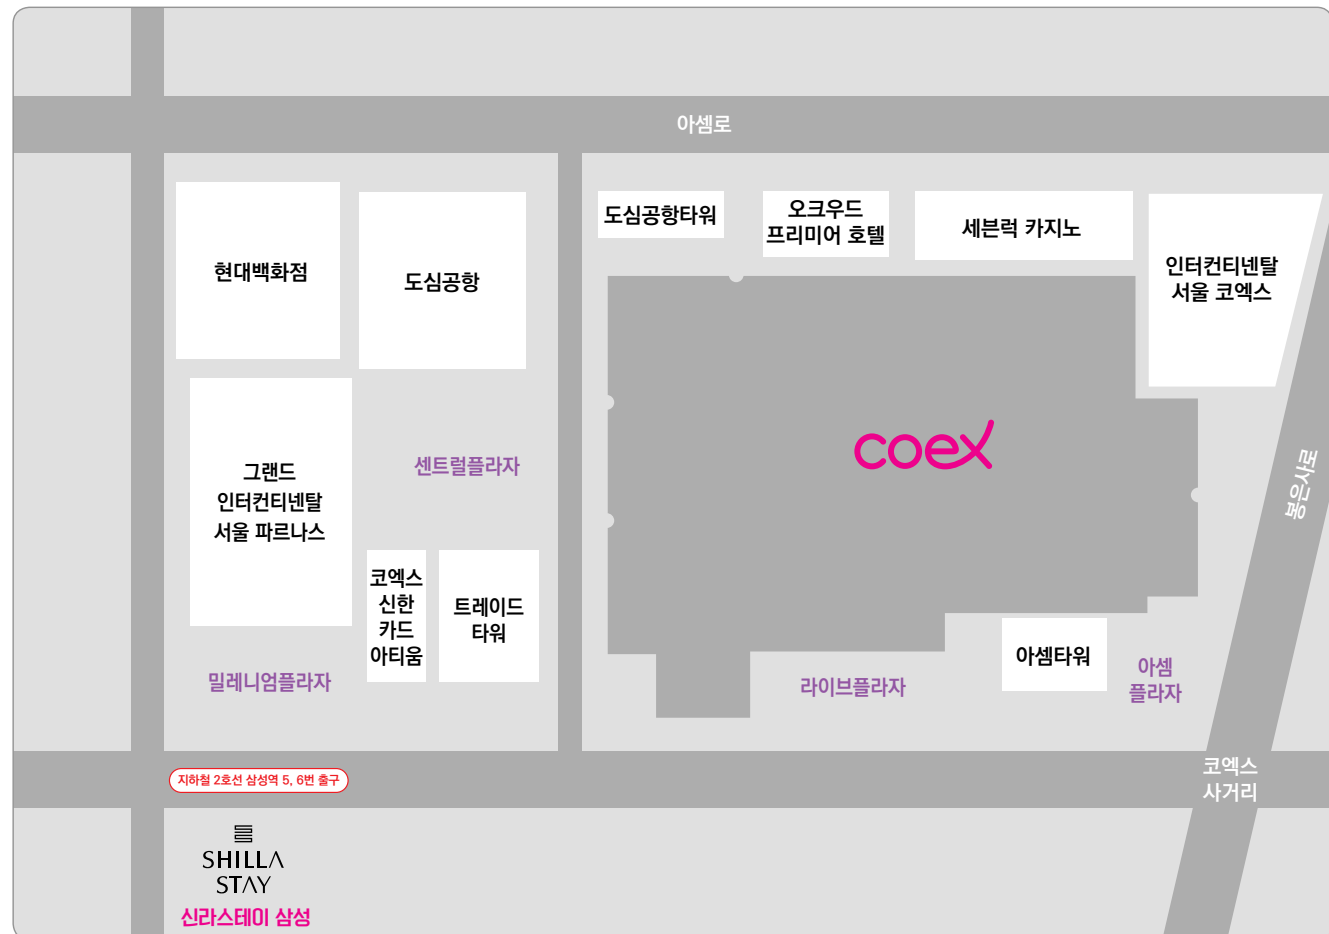 아셈로
현대백화점
도심공항
도심공항타워
오크우드
프리미어 호텔
세븐럭 카지노
인터컨티넨탈
서울 코엑스
그랜드
인터컨티넨탈
서울 파르나스
센트럴플라자
coex
봉은사로
코엑스
신한
카드
아티움
트레이드
타워
밀레니엄플라자
라이브플라자
아셈타워
아셈
플라자
지하철 2호선 삼성역 5, 6번 출구
코엑스
사거리
SHILLA
STAY
신라스테이 삼성